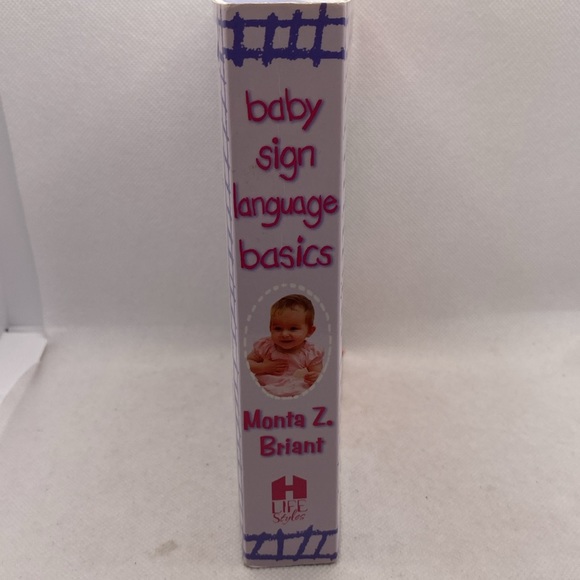 baby
sign
language
basics
Monta Z.
Briant
H
LIFE
Styles